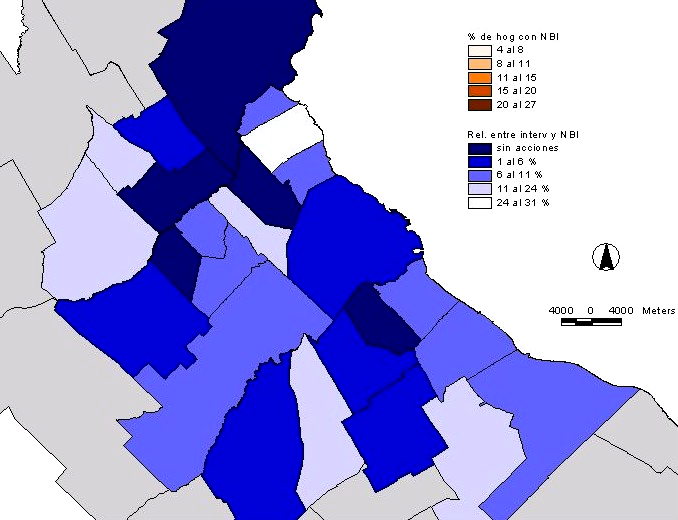 % de hog con NBI
4 al 8
8 al 11
11 al 15
15 al 20
20 al 27
Rel. entre interv y NBI
sin acciones
1 al 6 %
6 al 11 %
11 al 24 %
24 al 31 %
4000 0 4000 Meters